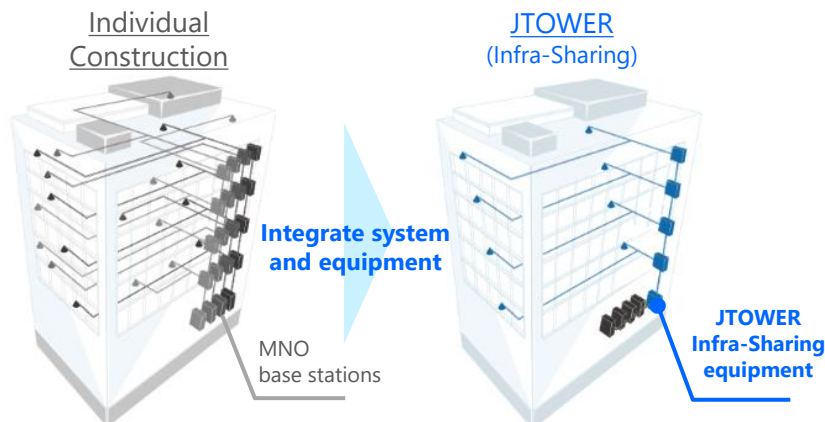 Individual
Construction
JTOWER
(Infra-Sharing)
Integrate system
and equipment
MNO
base stations
JTOWER
Infra-Sharing
equipment